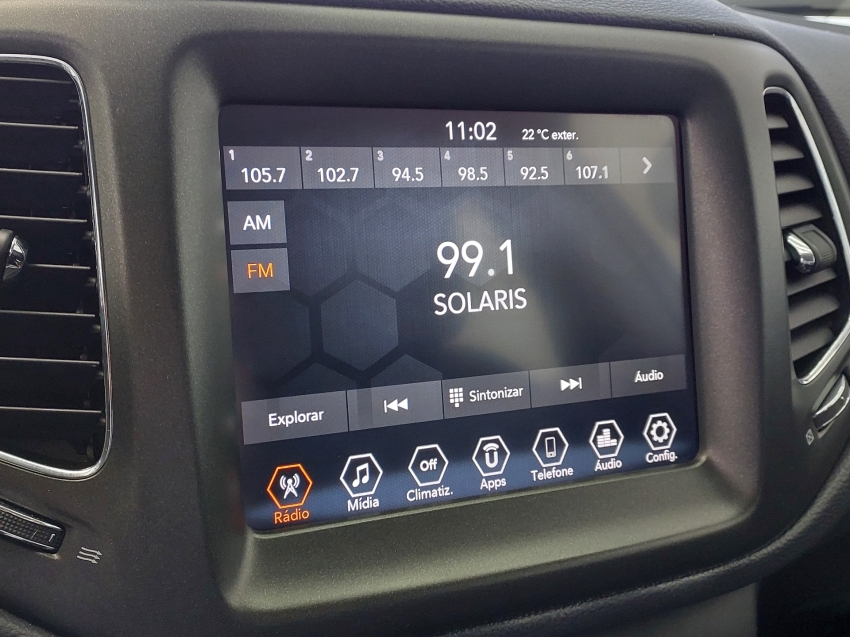 11:02 22 °C exter.
1 2 3 4 5 6
105.7 102.7 94.5 98.5 92.5 107.1
AM
FM
99.1
SOLARIS
Explorar Sintonizar Áudio
Off
Rádio Mídia Climatiz. Apps Telefone Áudio Config.